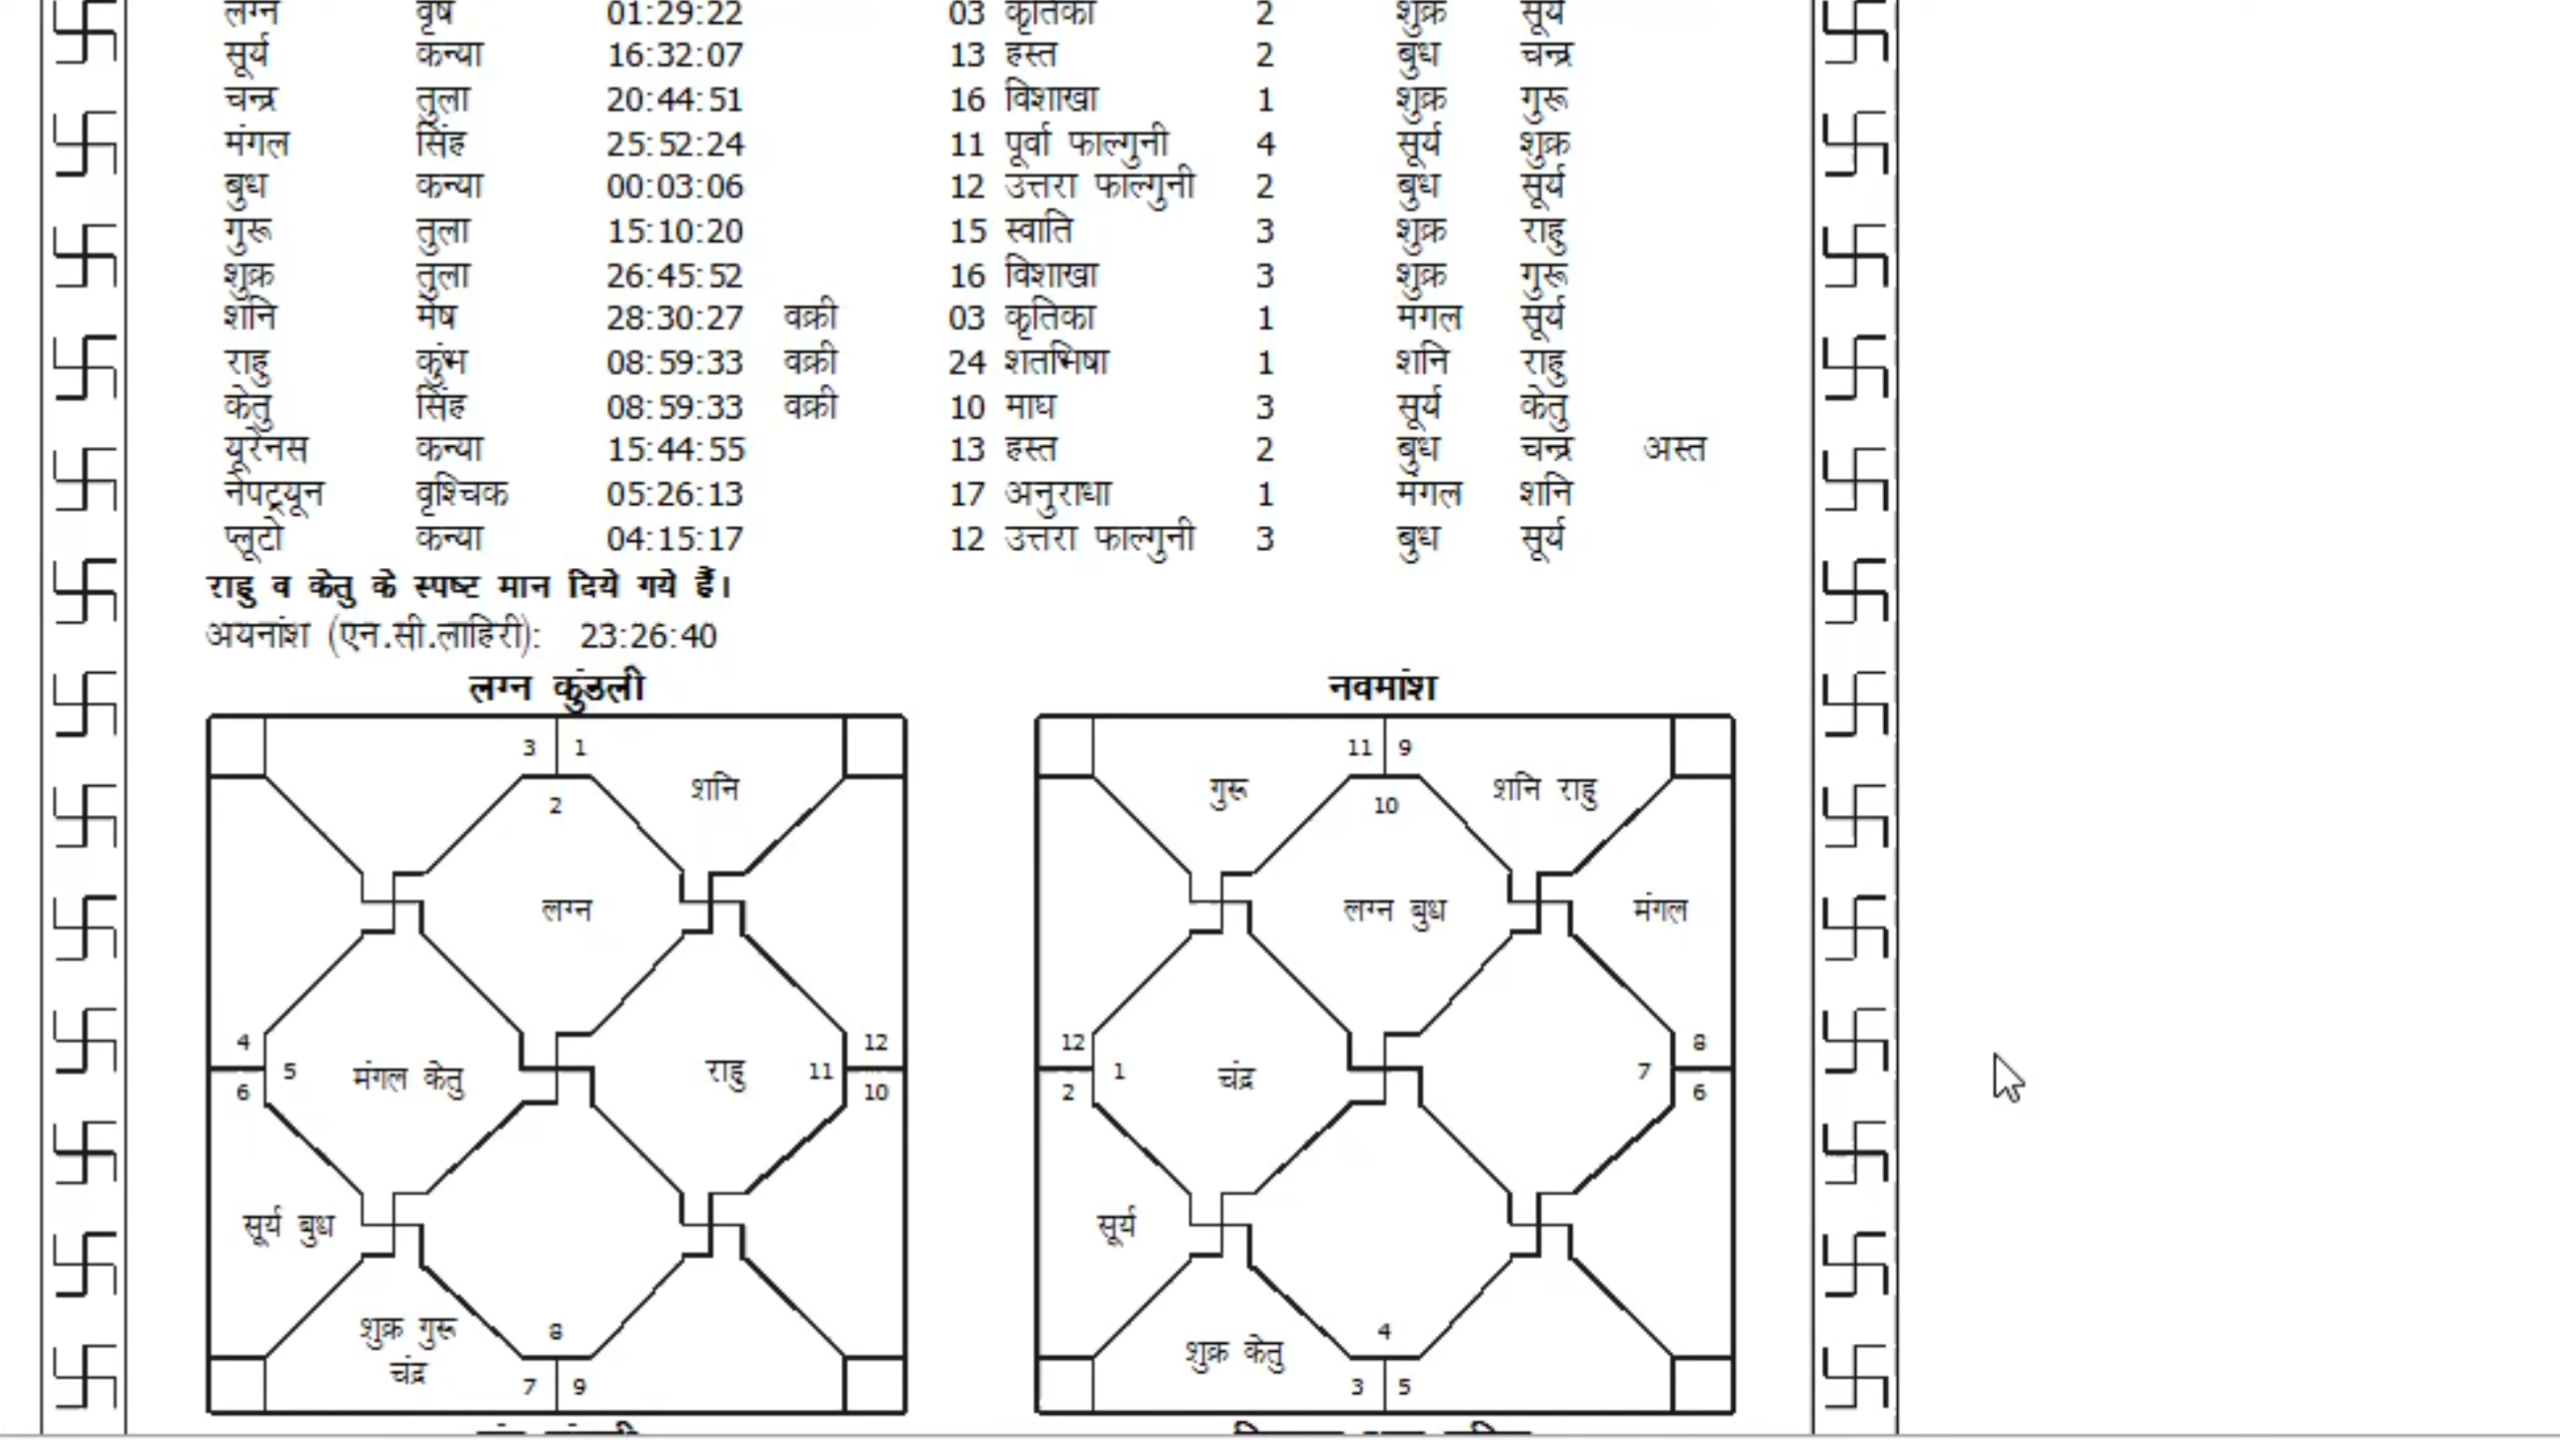 लग्न वृष 01:29:22 03 कृतिका 2 शुक्र सूर्य
सूर्य कन्या 16:32:07 13 हस्त 2 बुध चन्द्र
चन्द्र तुला 20:44:51 16 विशाखा 1 शुक्र गुरू
मंगल सिंह 25:52:24 11 पूर्वा फाल्गुनी 4 सूर्य शुक्र
बुध कन्या 00:03:06 12 उत्तरा फाल्गुनी 2 बुध सूर्य
गुरू तुला 15:10:20 15 स्वाति 3 शुक्र राहु
शुक्र तुला 26:45:52 16 विशाखा 3 शुक्र गुरू
शनि मेष 28:30:27 वक्री 03 कृतिका 1 मंगल सूर्य
राहु कुंभ 08:59:33 वक्री 24 शतभिषा 1 शनि राहु
केतु सिंह 08:59:33 वक्री 10 माघ 3 सूर्य केतु
यूरेनस कन्या 15:44:55 13 हस्त 2 बुध चन्द्र अस्त
नेपट्यून वृश्चिक 05:26:13 17 अनुराधा 1 मंगल शनि
प्लूटो कन्या 04:15:17 12 उत्तरा फाल्गुनी 3 बुध सूर्य
राहु व केतु के स्पष्ट मान दिये गये हैं।
अयनांश (एन.सी.लाहिरी): 23:26:40
लग्न कुंडली नवमांश
3 1 11 9
शनि गुरू शनि राहु
2 10
लग्न लग्न बुध मंगल
4 12 12 8
5 मंगल केतु राहु 11 1 चंद्र 7
6 10 2 6
सूर्य बुध सूर्य
शुक्र गुरू 8 4
चंद्र शुक्र केतु
7 9 3 5